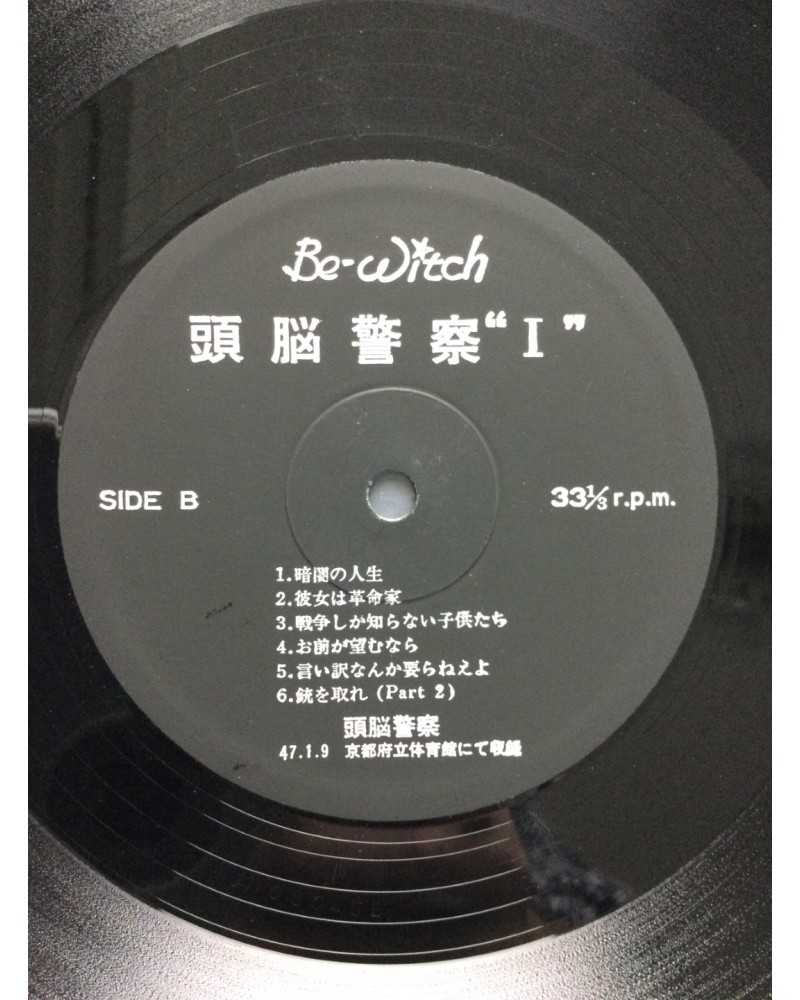 Be-Witch
頭脳警察“I”
SIDE B
33⅓ r.p.m.
1.暗闇の人生
2.彼女は革命家
3.戦争しか知らない子供たち
4.お前が望むなら
5.言い訳なんか要らねえよ
6.銃を取れ (Part 2)
頭脳警察
47.1.9 京都府立体育館にて収録